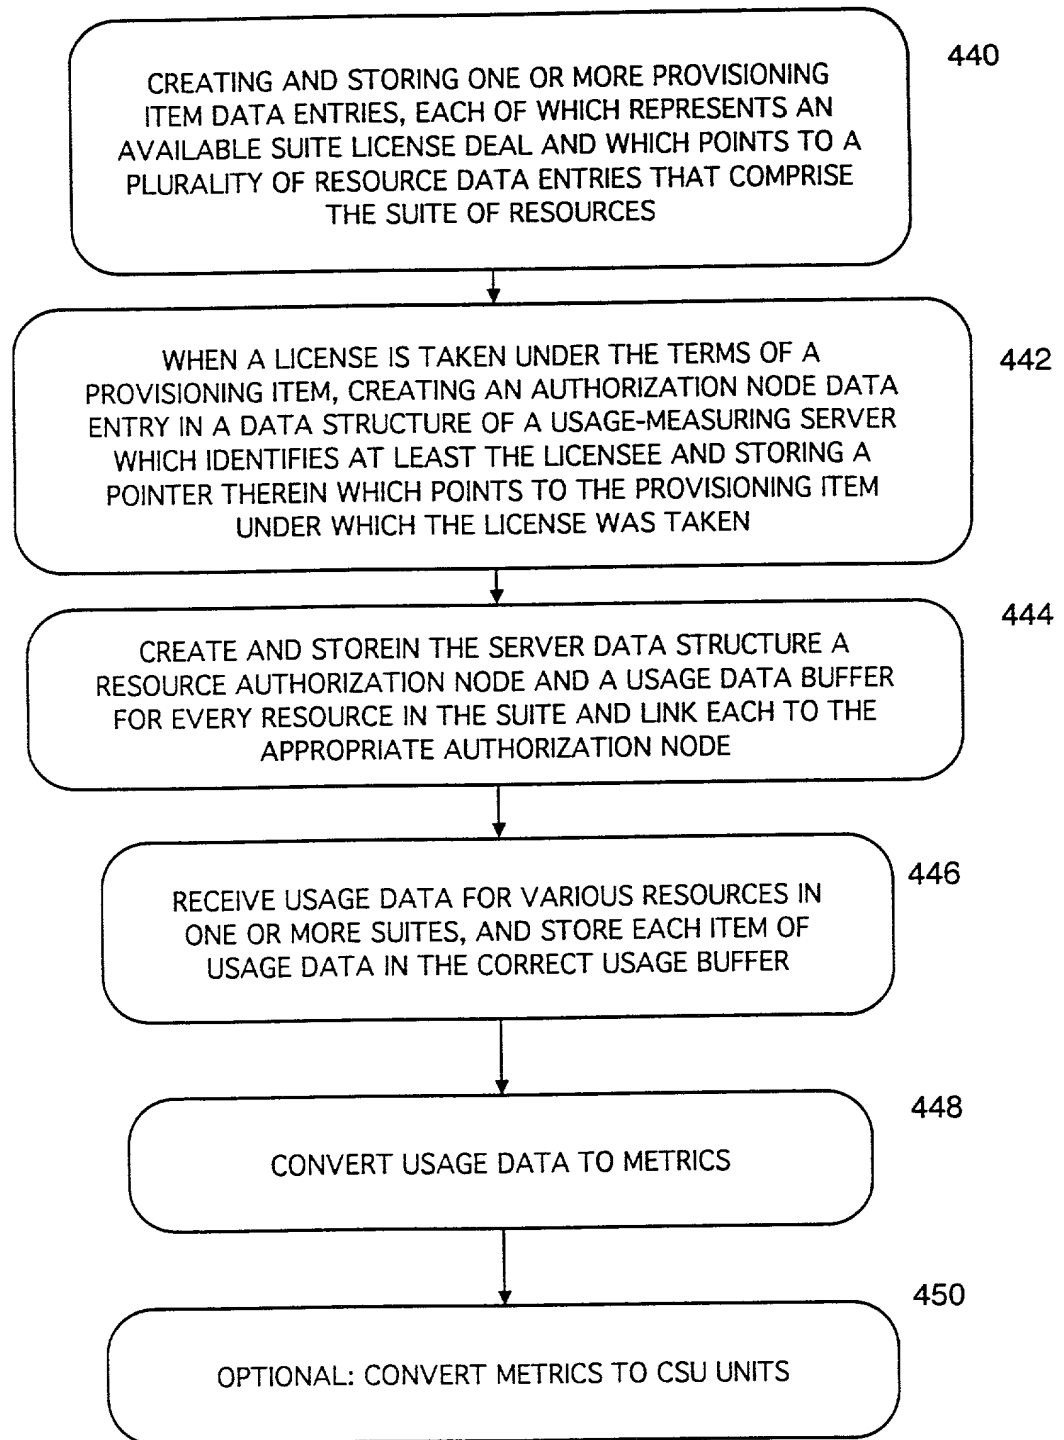 440
CREATING AND STORING ONE OR MORE PROVISIONING
ITEM DATA ENTRIES, EACH OF WHICH REPRESENTS AN
AVAILABLE SUITE LICENSE DEAL AND WHICH POINTS TO A
PLURALITY OF RESOURCE DATA ENTRIES THAT COMPRISE
THE SUITE OF RESOURCES
442
WHEN A LICENSE IS TAKEN UNDER THE TERMS OF A
PROVISIONING ITEM, CREATING AN AUTHORIZATION NODE DATA
ENTRY IN A DATA STRUCTURE OF A USAGE-MEASURING SERVER
WHICH IDENTIFIES AT LEAST THE LICENSEE AND STORING A
POINTER THEREIN WHICH POINTS TO THE PROVISIONING ITEM
UNDER WHICH THE LICENSE WAS TAKEN
444
CREATE AND STOREIN THE SERVER DATA STRUCTURE A
RESOURCE AUTHORIZATION NODE AND A USAGE DATA BUFFER
FOR EVERY RESOURCE IN THE SUITE AND LINK EACH TO THE
APPROPRIATE AUTHORIZATION NODE
446
RECEIVE USAGE DATA FOR VARIOUS RESOURCES IN
ONE OR MORE SUITES, AND STORE EACH ITEM OF
USAGE DATA IN THE CORRECT USAGE BUFFER
448
CONVERT USAGE DATA TO METRICS
450
OPTIONAL: CONVERT METRICS TO CSU UNITS